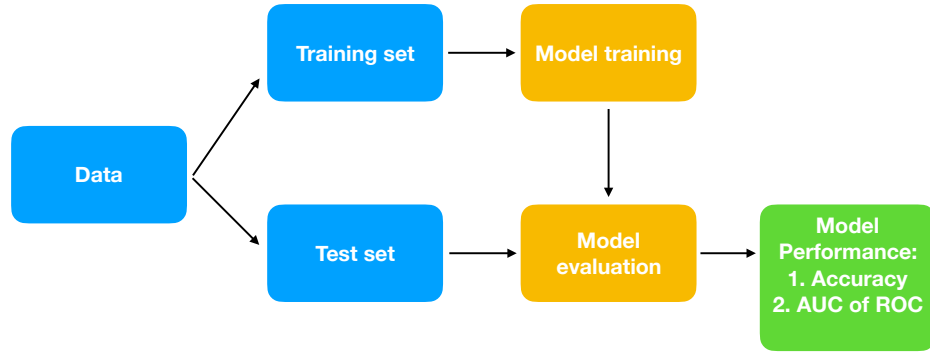 Training set
Model training
Data
Test set
Model
evaluation
Model
Performance:
1. Accuracy
2. AUC of ROC